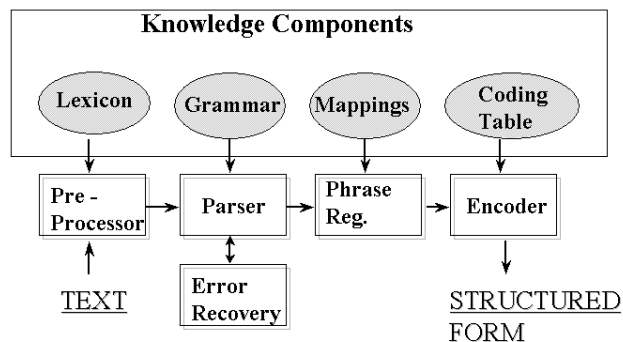 Knowledge Components
Lexicon
Grammar
Mappings
Coding
Table
Pre -
Processor
Parser
Phrase
Reg.
Encoder
Error
Recovery
TEXT
STRUCTURED
FORM